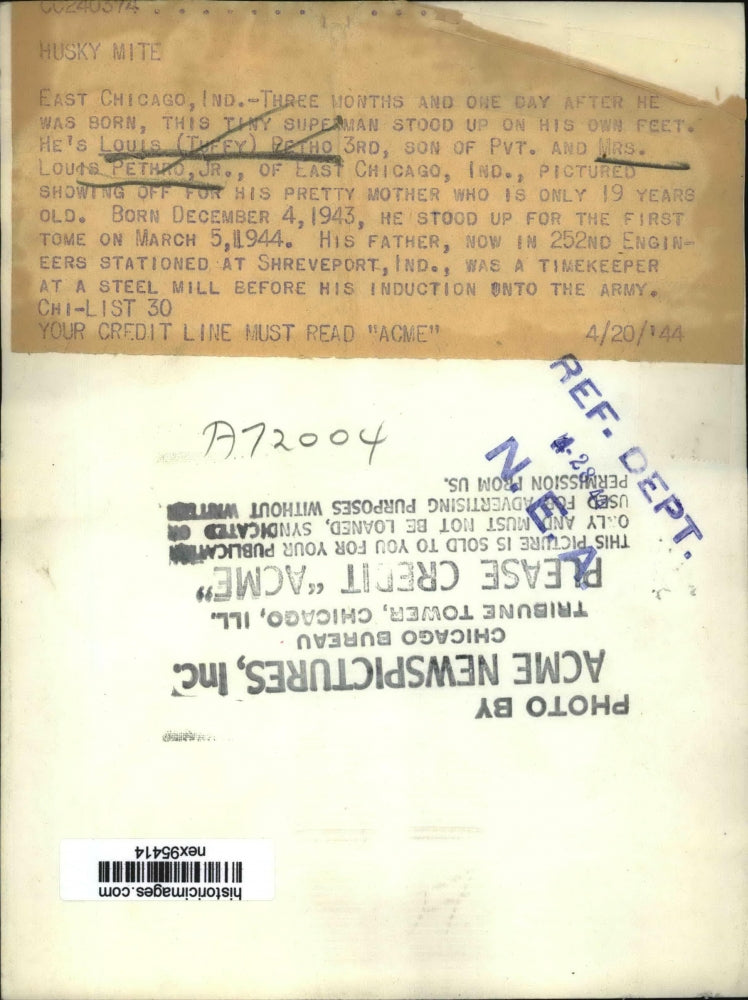 CC240374 . . . . . . . .
HUSKY MITE
EAST CHICAGO, IND.-THREE MONTHS AND ONE DAY AFTER HE
WAS BORN, THIS TINY SUPERMAN STOOD UP ON HIS OWN FEET.
HE'S LOUIS (TUFFY) PETHO 3RD, SON OF PVT. AND MRS.
LOUIS PETHRO, JR., OF EAST CHICAGO, IND., PICTURED
SHOWING OFF FOR HIS PRETTY MOTHER WHO IS ONLY 19 YEARS
OLD. BORN DECEMBER 4, 1943, HE STOOD UP FOR THE FIRST
TOME ON MARCH 5, 1944. HIS FATHER, NOW IN 252ND ENGIN-
EERS STATIONED AT SHREVEPORT, IND., WAS A TIMEKEEPER
AT A STEEL MILL BEFORE HIS INDUCTION ONTO THE ARMY.
CHI-LIST 30
YOUR CREDIT LINE MUST READ "ACME" 4/20/'44
REF. DEPT.
N. E. A.
A72004
PHOTO BY
ACME NEWSPICTURES, Inc.
CHICAGO BUREAU
TRIBUNE TOWER, CHICAGO, ILL.
PLEASE CREDIT "ACME"
THIS PICTURE IS SOLD TO YOU FOR YOUR PUBLICATION
O.LY AND MUST NOT BE LOANED, SYNDICATED OR
USED FOR ADVERTISING PURPOSES WITHOUT WRITTEN
PERMISSION FROM US.
historicimages.com
nex95414